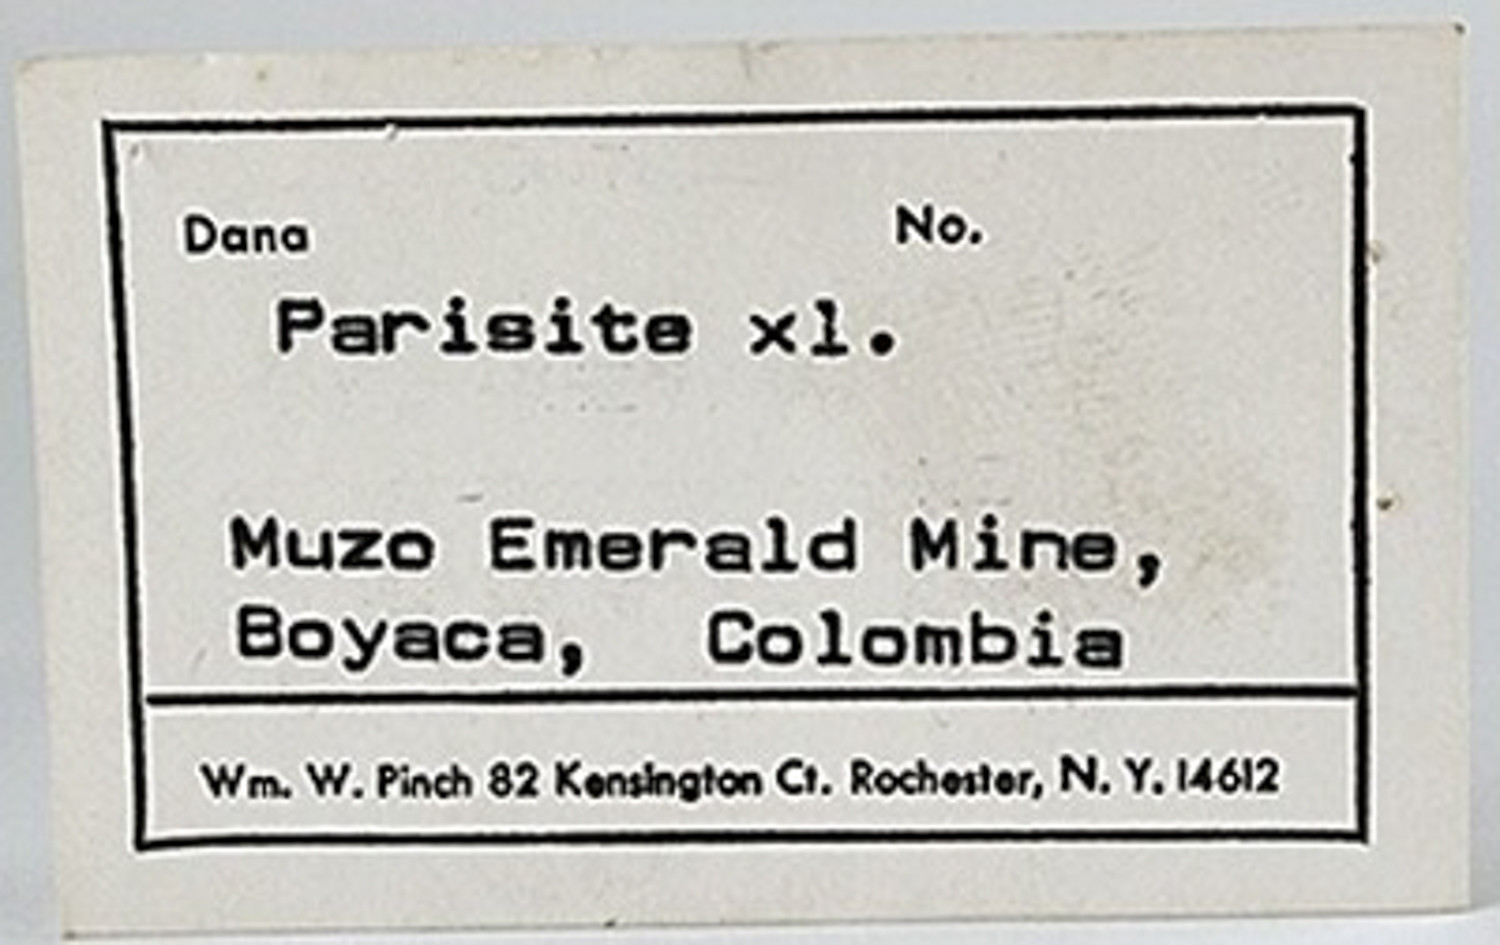 Dana No.
Parisite xl.
Muzo Emerald Mine,
Boyaca, Colombia
Wm. W. Pinch 82 Kensington Ct. Rochester, N. Y. 14612